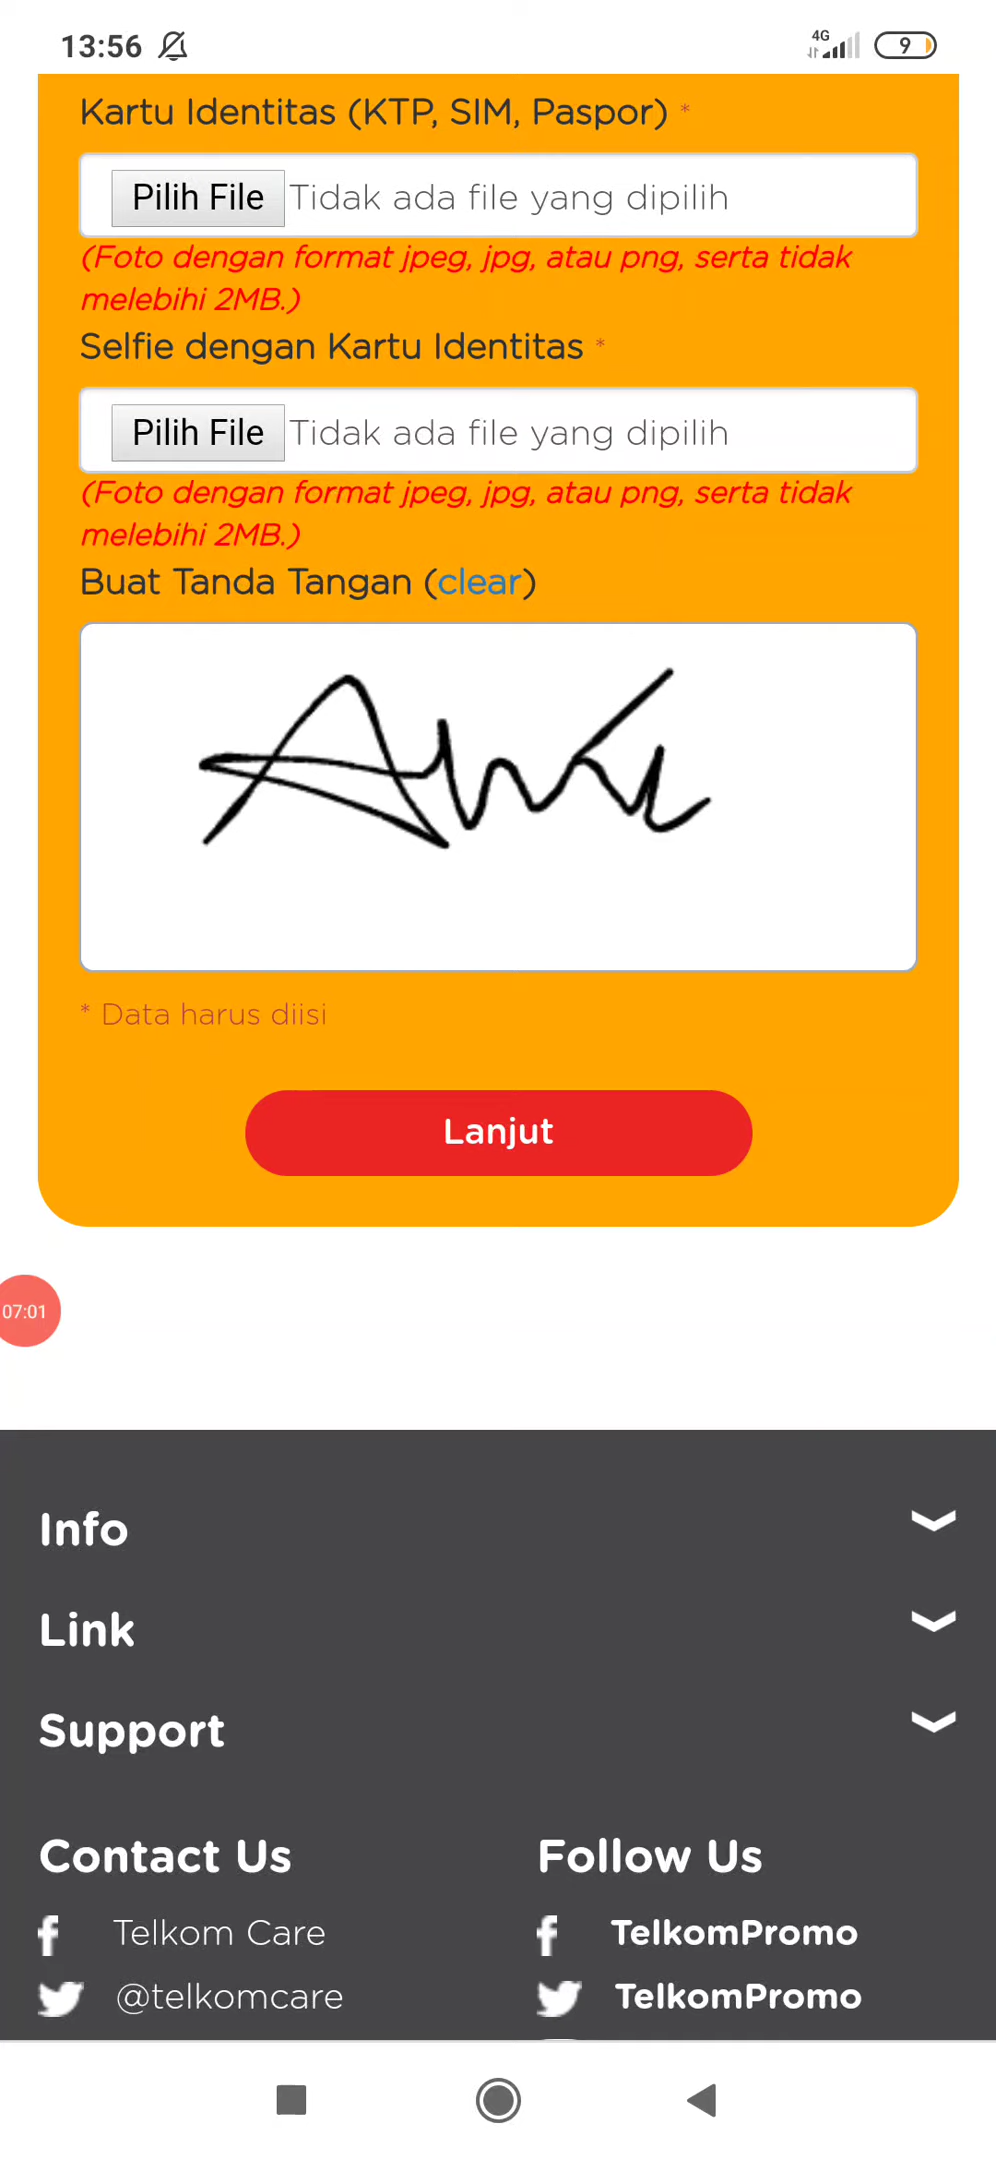 13:56
4G
9
Kartu Identitas (KTP, SIM, Paspor) *
Pilih File Tidak ada file yang dipilih
(Foto dengan format jpeg, jpg, atau png, serta tidak
melebihi 2MB.)
Selfie dengan Kartu Identitas *
Pilih File Tidak ada file yang dipilih
(Foto dengan format jpeg, jpg, atau png, serta tidak
melebihi 2MB.)
Buat Tanda Tangan (clear)
* Data harus diisi
Lanjut
07:01
Info
Link
Support
Contact Us
Telkom Care
@telkomcare
Follow Us
TelkomPromo
TelkomPromo